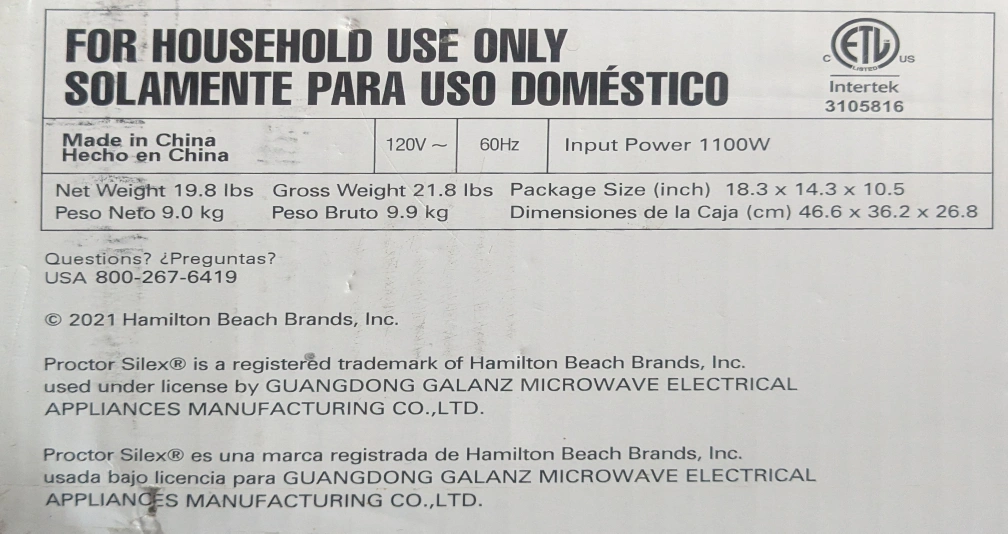 FOR HOUSEHOLD USE ONLY
SOLAMENTE PARA USO DOMÉSTICO
C ETL US
LISTED
Intertek
3105816
Made in China
Hecho en China
120V ~
60Hz
Input Power 1100W
Net Weight 19.8 lbs Gross Weight 21.8 lbs Package Size (inch) 18.3 x 14.3 x 10.5
Peso Neto 9.0 kg Peso Bruto 9.9 kg Dimensiones de la Caja (cm) 46.6 x 36.2 x 26.8
Questions? ¿Preguntas?
USA 800-267-6419
© 2021 Hamilton Beach Brands, Inc.
Proctor Silex® is a registered trademark of Hamilton Beach Brands, Inc.
used under license by GUANGDONG GALANZ MICROWAVE ELECTRICAL
APPLIANCES MANUFACTURING CO.,LTD.
Proctor Silex® es una marca registrada de Hamilton Beach Brands, Inc.
usada bajo licencia para GUANGDONG GALANZ MICROWAVE ELECTRICAL
APPLIANCES MANUFACTURING CO.,LTD.